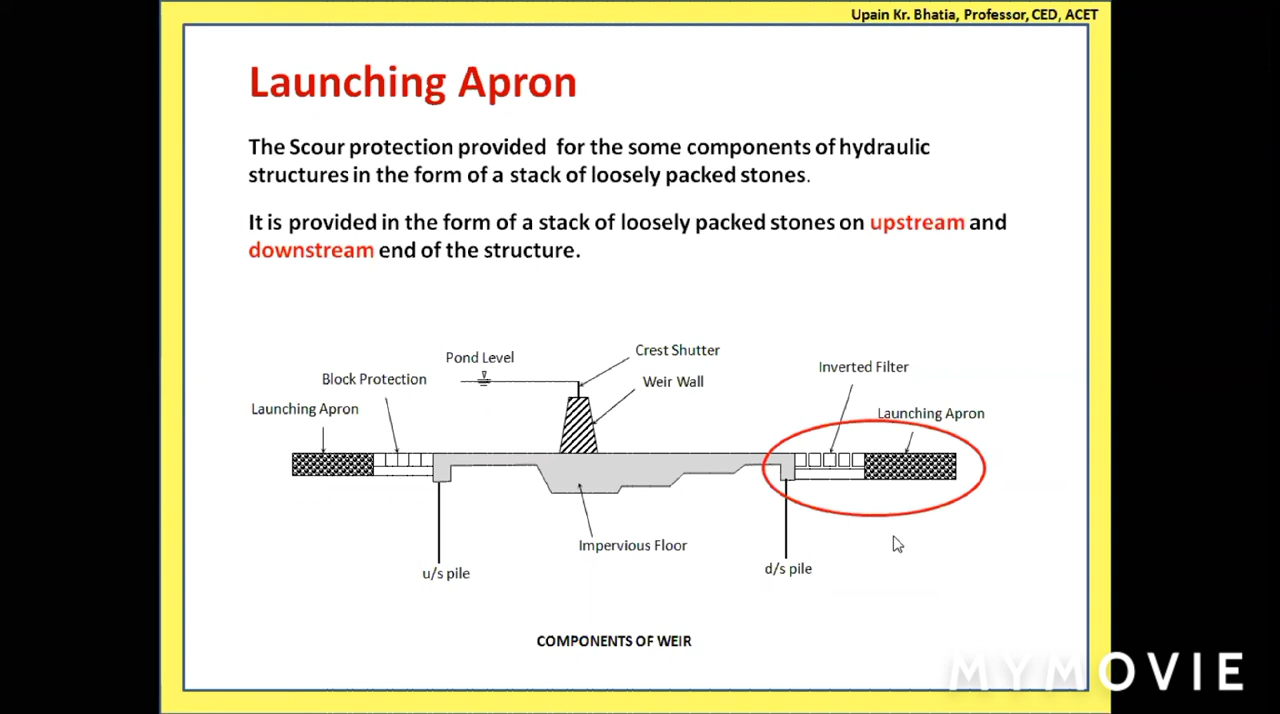 Upain Kr. Bhatia, Professor, CED, ACET
Launching Apron
The Scour protection provided for the some components of hydraulic
structures in the form of a stack of loosely packed stones.
It is provided in the form of a stack of loosely packed stones on upstream and
downstream end of the structure.
Crest Shutter
Pond Level
Inverted Filter
Block Protection
Weir Wall
Launching Apron
Launching Apron
Impervious Floor
d/s pile
u/s pile
COMPONENTS OF WEIR
MYMOVIE